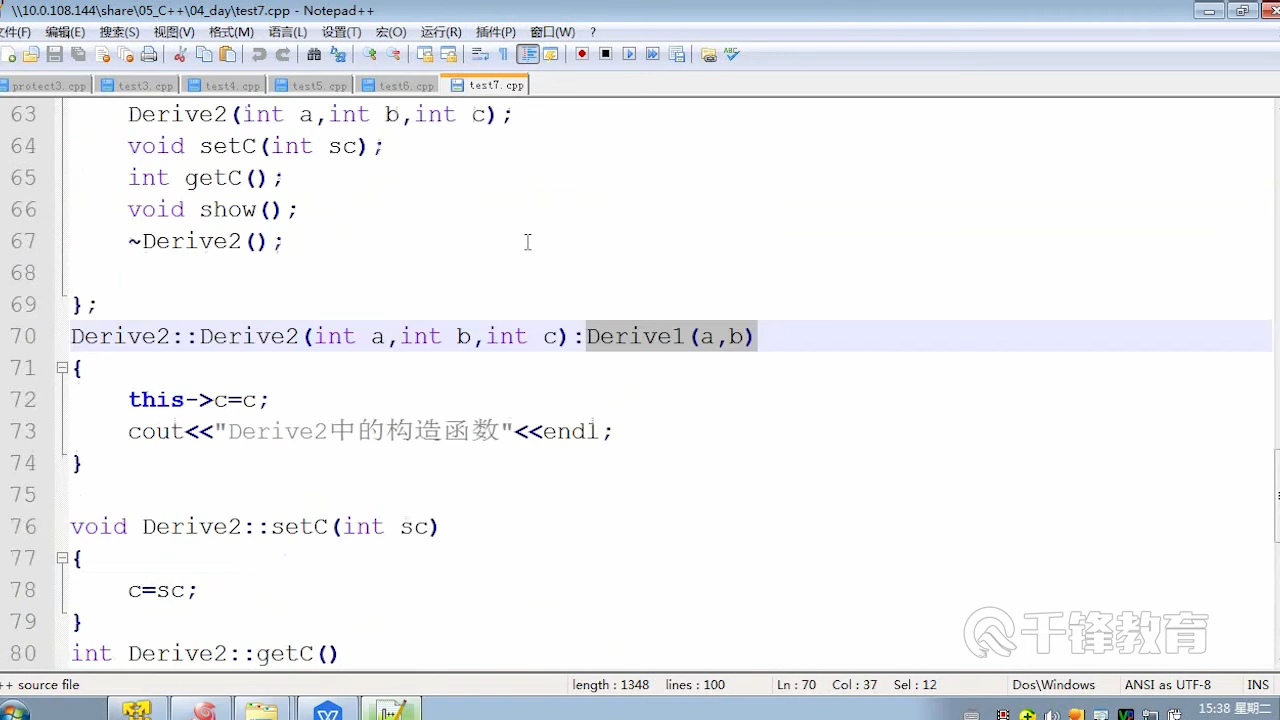 \\10.0.108.144\share\05_C++\04_day\test7.cpp - Notepad++
文件(F) 编辑(E) 搜索(S) 视图(V) 格式(M) 语言(L) 设置(T) 宏(O) 运行(R) 插件(P) 窗口(W) ?
protect3.cpp test3.cpp test4.cpp test5.cpp test6.cpp test7.cpp
63 Derive2(int a,int b,int c);
64 void setC(int sc);
65 int getC();
66 void show();
67 ~Derive2();
68
69 };
70 Derive2::Derive2(int a,int b,int c):Derive1(a,b)
71 {
72 this->c=c;
73 cout<<"Derive2中的构造函数"<<endl;
74 }
75
76 void Derive2::setC(int sc)
77 {
78 c=sc;
79 }
80 int Derive2::getC()
千锋教育
++ source file length : 1348 lines : 100 Ln : 70 Col : 37 Sel : 12 Dos\Windows ANSI as UTF-8 INS
15:38 星期二